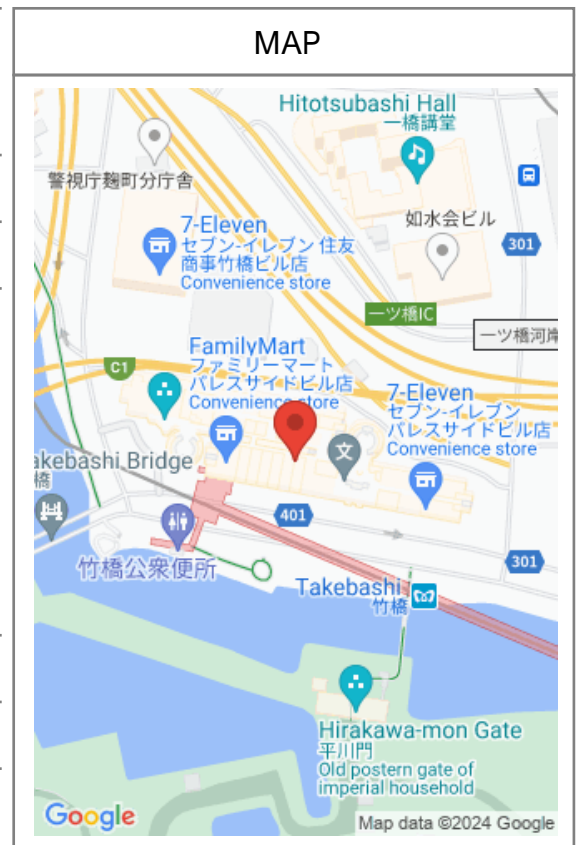 MAP
Hitotsubashi Hall
一橋講堂
警視庁麹町分庁舎
7-Eleven
セブン-イレブン 住友
商事竹橋ビル店
Convenience store
如水会ビル
301
一ツ橋IC
一ツ橋河岸
C1
FamilyMart
ファミリーマート
パレスサイドビル店
Convenience store
7-Eleven
セブン-イレブン
パレスサイドビル店
Convenience store
文
akebashi Bridge
橋
401
301
竹橋公衆便所
Takebashi
竹橋
Hirakawa-mon Gate
平川門
Old postern gate of
imperial household
Google
Map data ©2024 Google